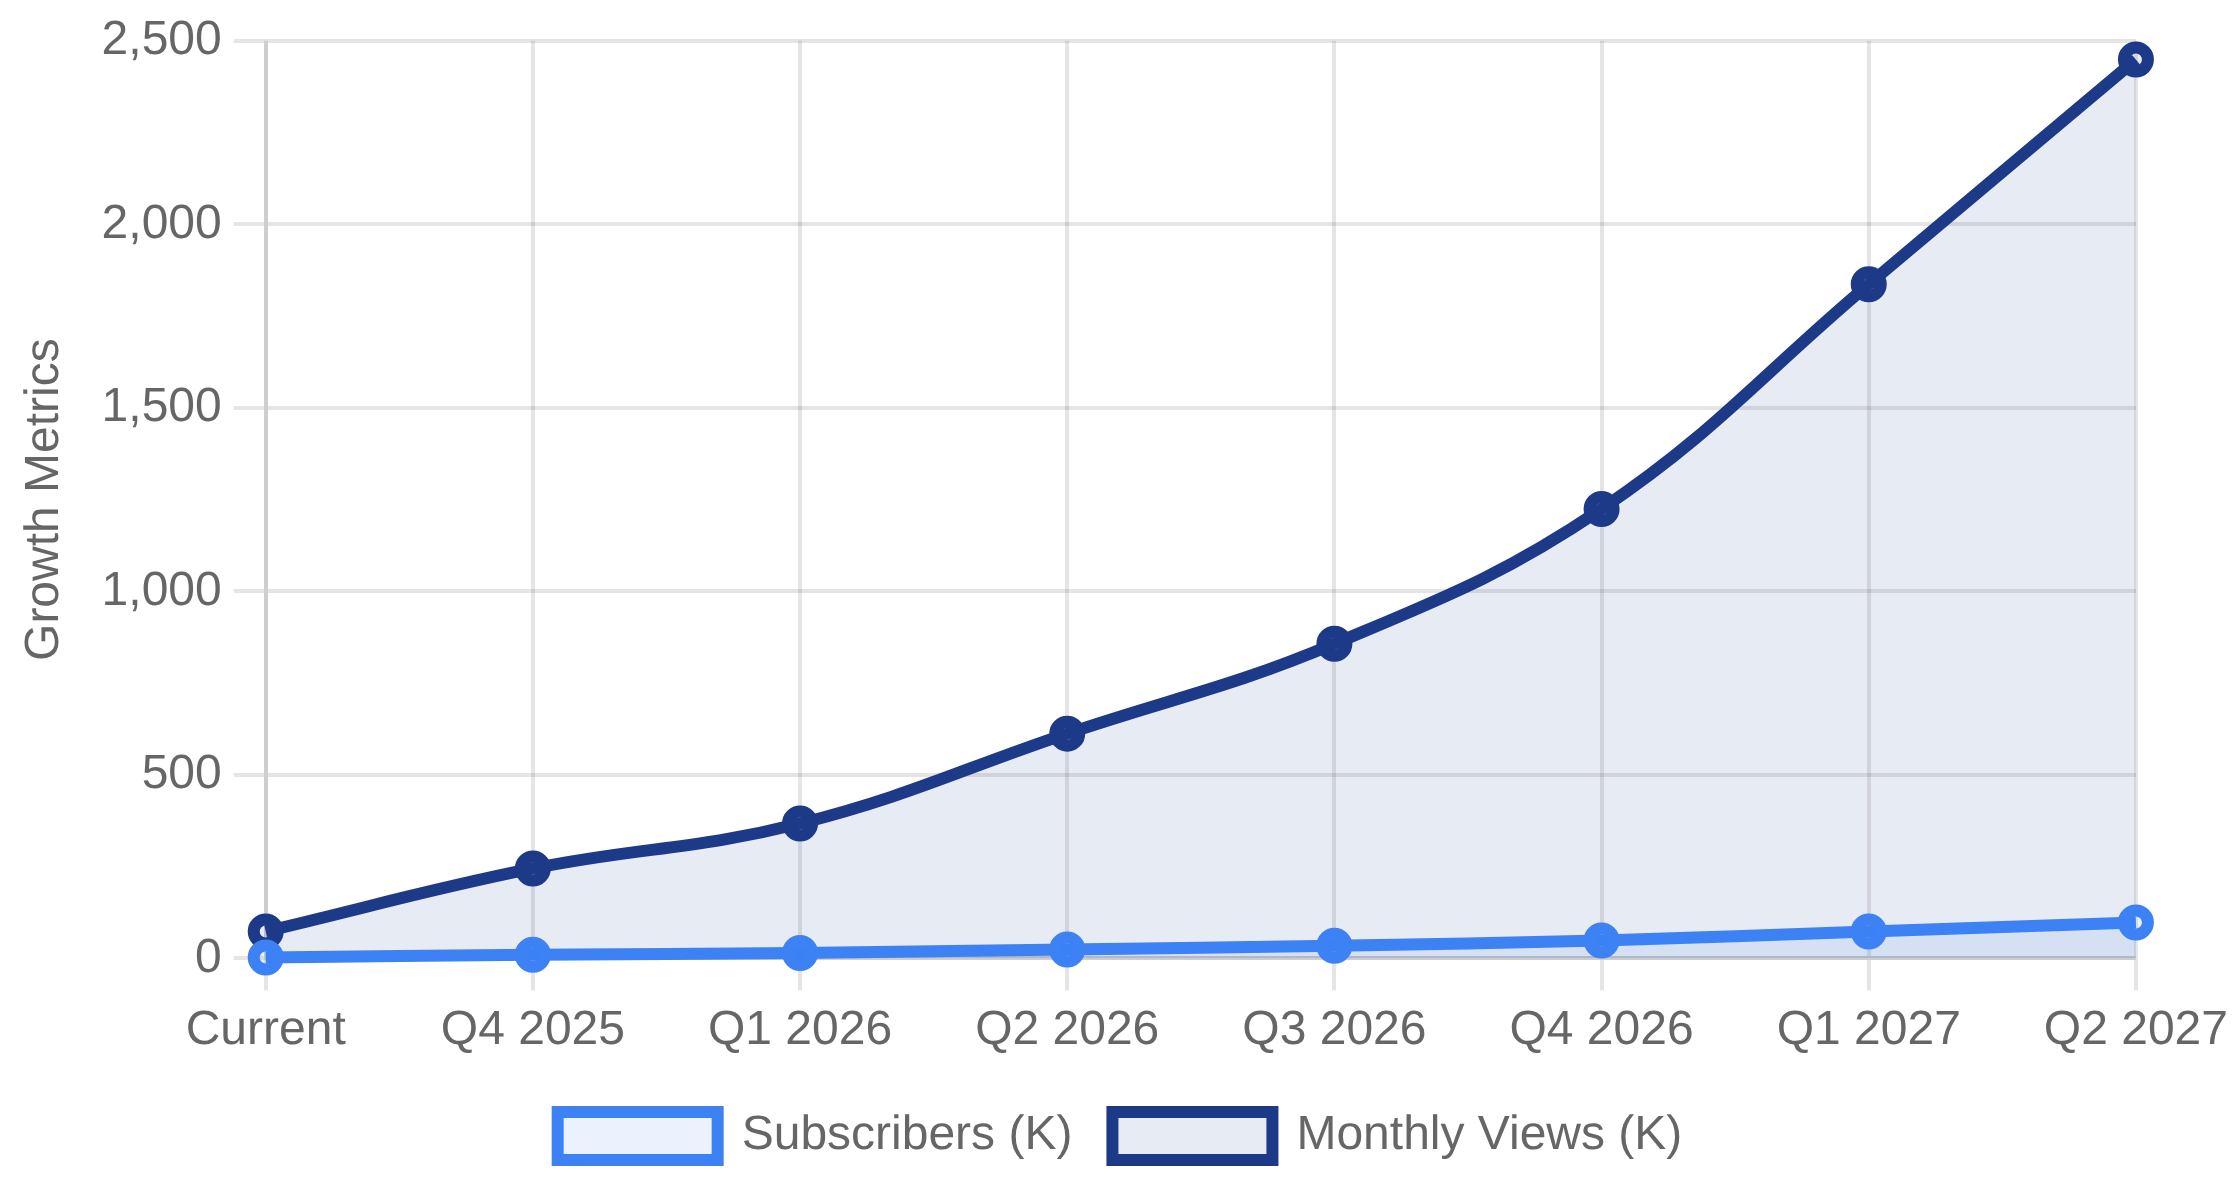 2,500
2,000
1,500
1,000
500
0
Growth Metrics
Current
Q4 2025
Q1 2026
Q2 2026
Q3 2026
Q4 2026
Q1 2027
Q2 2027
Subscribers (K)
Monthly Views (K)